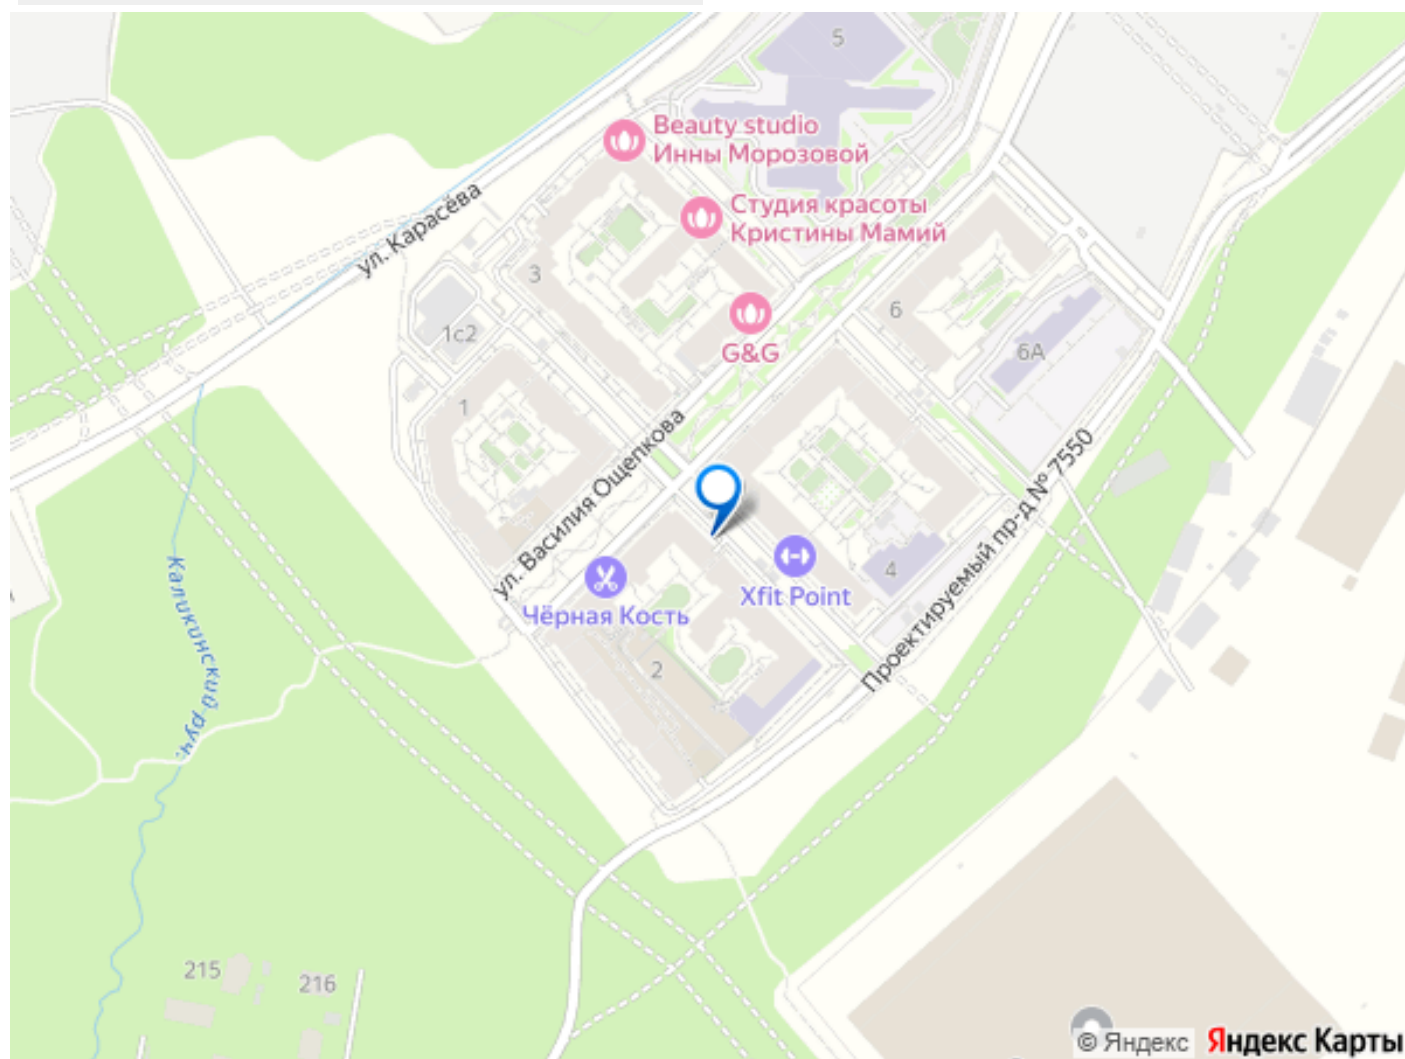 5
Beauty studio
Инны Морозовой
Студия красоты
Кристины Мамий
ул. Карасёва
3
6
1с2
G&G
6А
1
ул. Василия Ощепкова
Проектируемый пр-д № 7550
Xfit Point
4
Чёрная Кость
2
Каликинский руч.
215
216
© Яндекс
Яндекс Карты